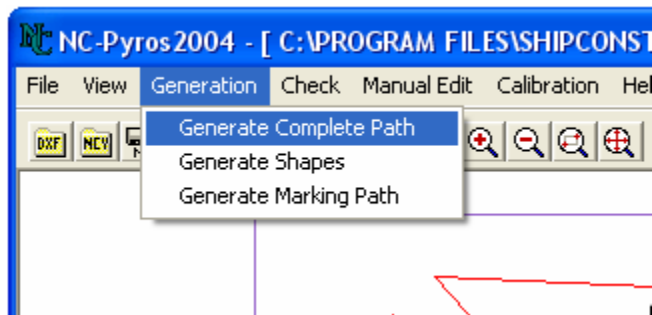 NC-Pyros2004 - [ C:\PROGRAM FILES\SHIPCONST
File View Generation Check Manual Edit Calibration Hel
DXF NCV
Generate Complete Path
Generate Shapes
Generate Marking Path